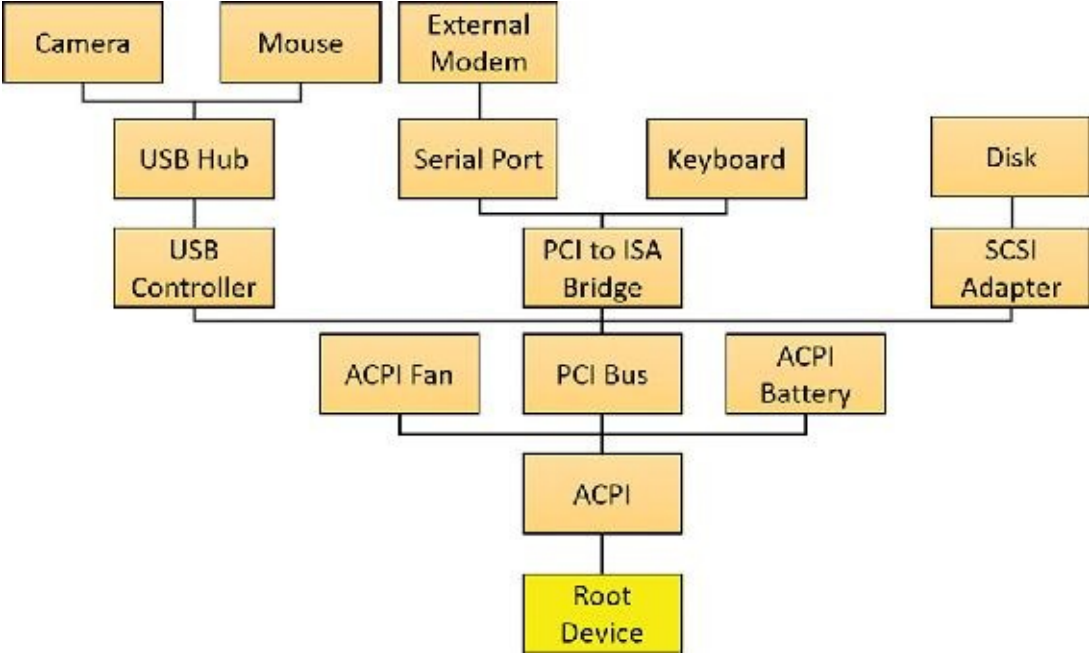 Camera
Mouse
External
Modem
USB Hub
Serial Port
Keyboard
Disk
USB
Controller
PCI to ISA
Bridge
SCSI
Adapter
ACPI Fan
PCI Bus
ACPI
Battery
ACPI
Root
Device